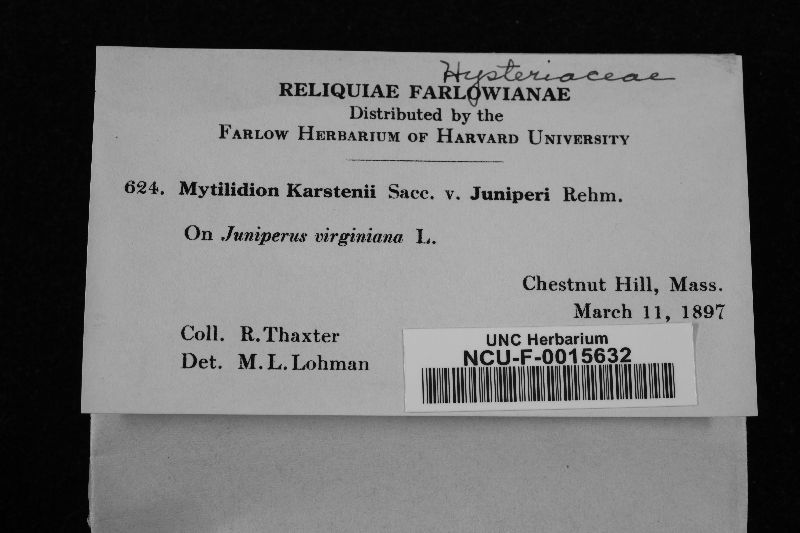 Hysteriaceae
RELIQUIAE FARLOWIANAE
Distributed by the
FARLOW HERBARIUM OF HARVARD UNIVERSITY
624. Mytilidion Karstenii Sacc. v. Juniperi Rehm.
On Juniperus virginiana L.
Chestnut Hill, Mass.
March 11, 1897
Coll. R. Thaxter
Det. M. L. Lohman
UNC Herbarium
NCU-F-0015632